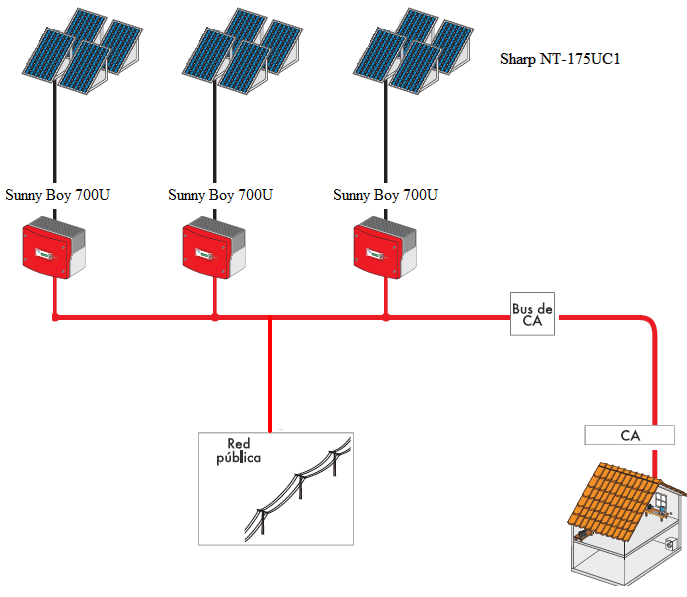 Sharp NT-175UC1
Sunny Boy 700U
Sunny Boy 700U
Sunny Boy 700U
Bus de
CA
Red
pública
CA